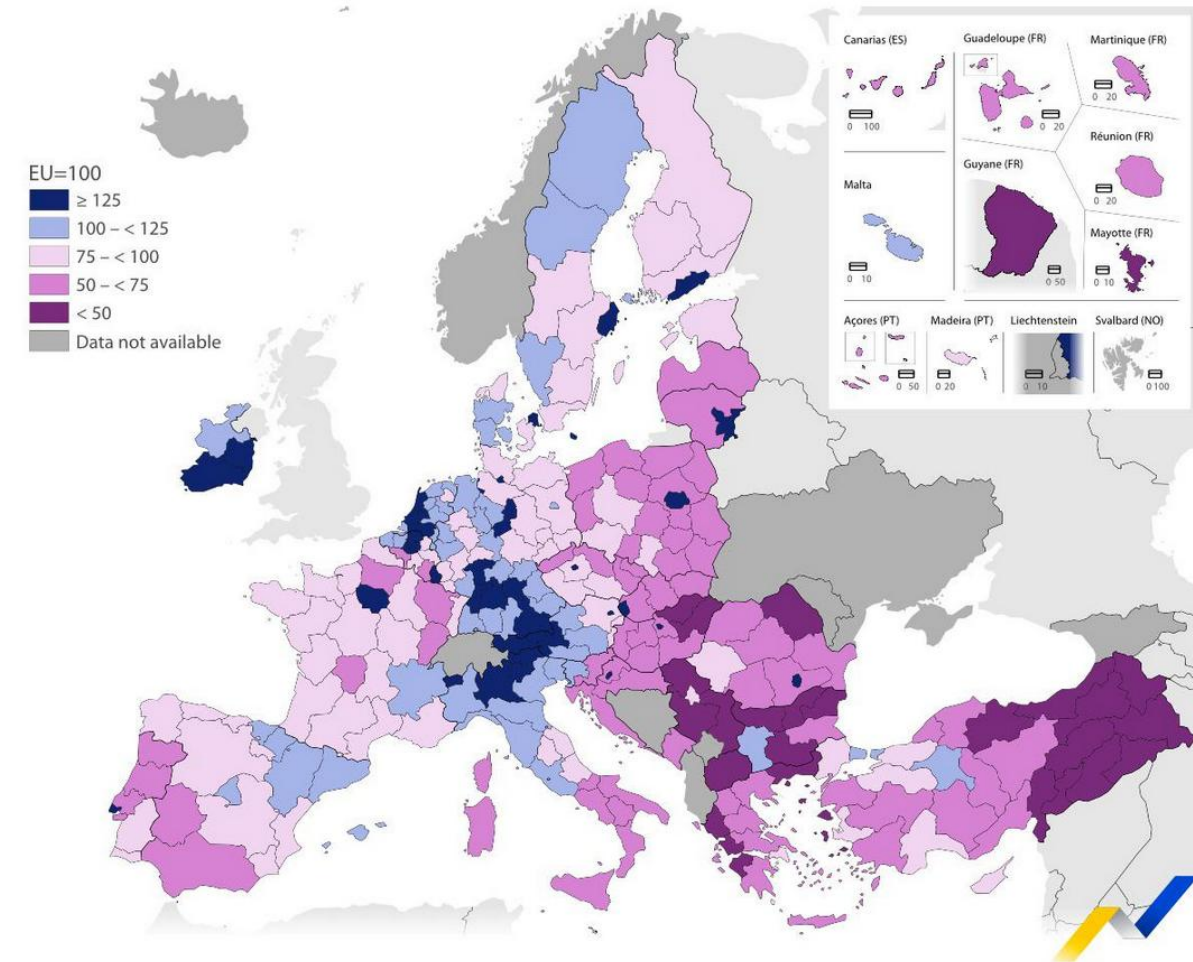 EU=100
≥ 125
100 – < 125
75 – < 100
50 – < 75
< 50
Data not available
Canarias (ES)
0 100
Guadeloupe (FR)
0 20
Martinique (FR)
0 20
Réunion (FR)
0 20
Malta
0 10
Guyane (FR)
0 50
Mayotte (FR)
0 10
Açores (PT)
0 50
Madeira (PT)
0 20
Liechtenstein
0 10
Svalbard (NO)
0 100